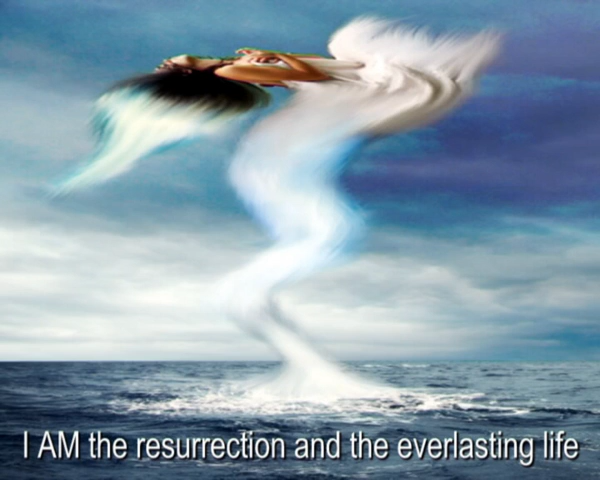 I AM the resurrection and the everlasting life